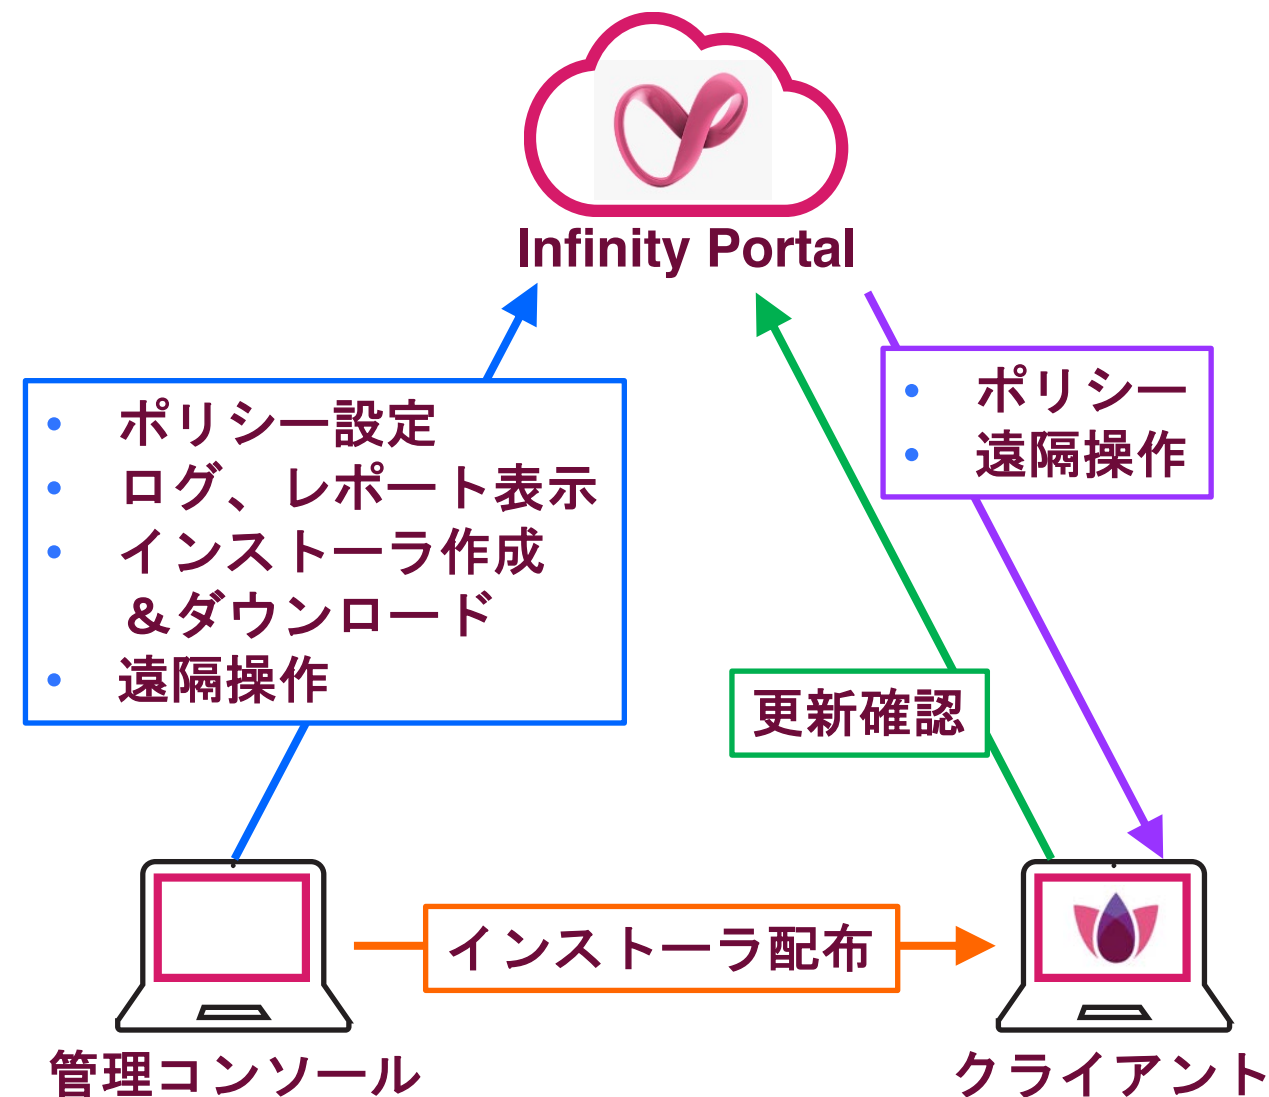 Infinity Portal
• ポリシー設定
• ログ、レポート表示
• インストーラ作成
&ダウンロード
• 遠隔操作
• ポリシー
• 遠隔操作
更新確認
インストーラ配布
管理コンソール
クライアント